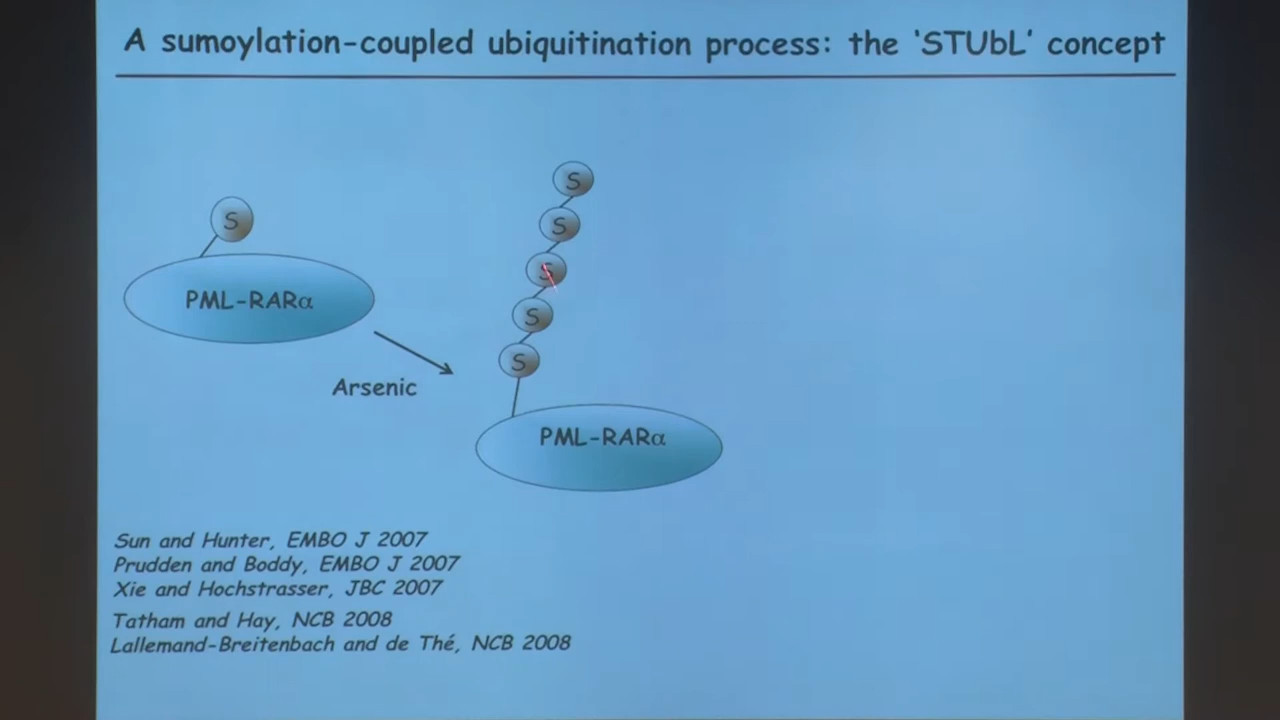 A sumoylation-coupled ubiquitination process: the 'STUbL' concept
S
S
S
S
S
S
PML-RARα
Arsenic
PML-RARα
Sun and Hunter, EMBO J 2007
Prudden and Boddy, EMBO J 2007
Xie and Hochstrasser, JBC 2007
Tatham and Hay, NCB 2008
Lallemand-Breitenbach and de Thé, NCB 2008